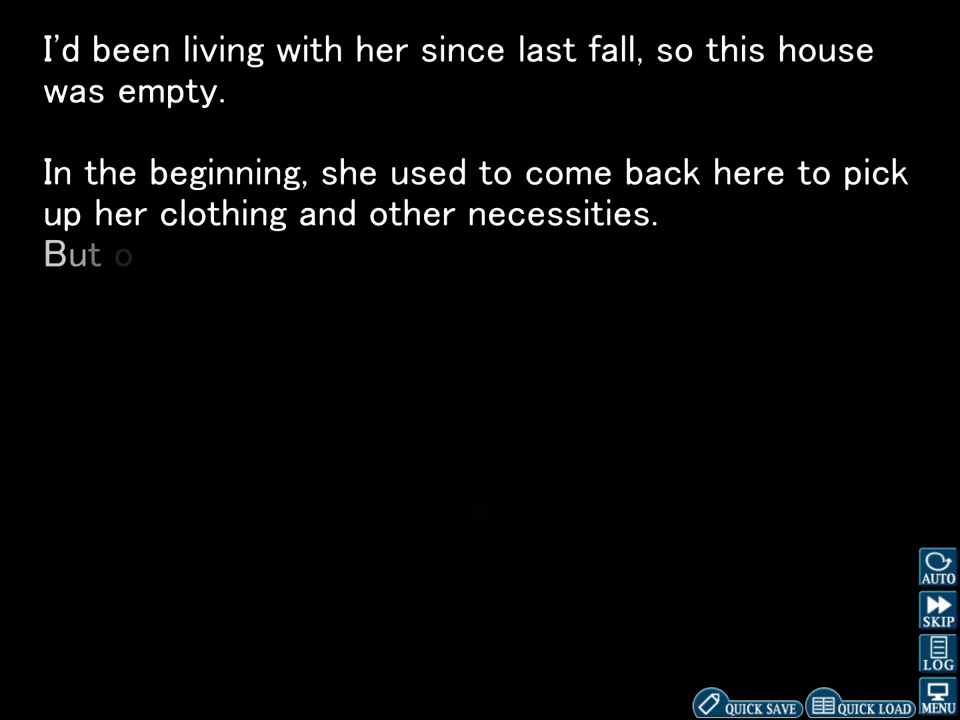 I'd been living with her since last fall, so this house
was empty.
In the beginning, she used to come back here to pick
up her clothing and other necessities.
But o
AUTO
SKIP
LOG
QUICK SAVE
QUICK LOAD
MENU